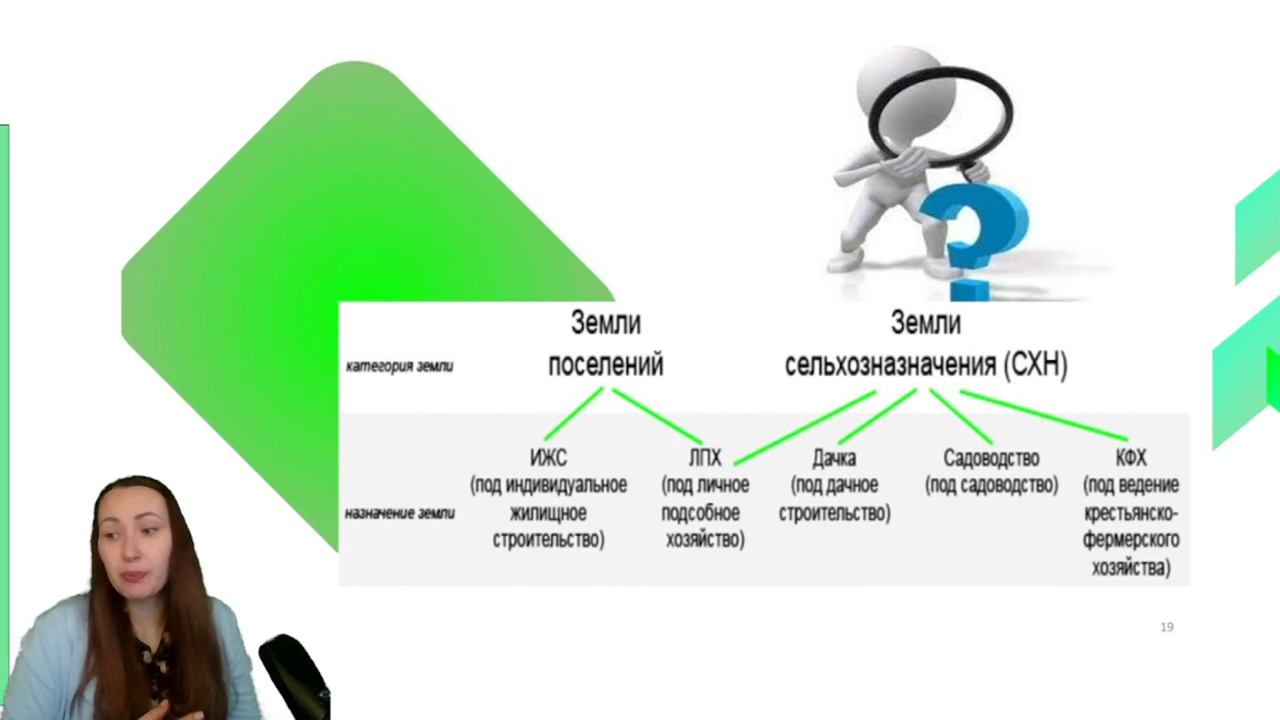 Земли
поселений
Земли
сельхозназначения (СХН)
категория земли
ИЖС
(под индивидуальное
жилищное
строительство)
ЛПХ
(под личное
подсобное
хозяйство)
Дачка
(под дачное
строительство)
Садоводство
(под садоводство)
КФХ
(под ведение
крестьянско-
фермерского
хозяйства)
назначение земли
19